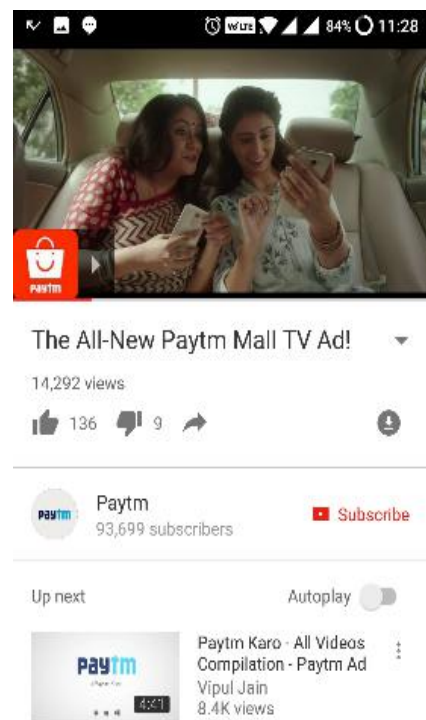 VoLTE 84% 11:28
paytm
The All-New Paytm Mall TV Ad!
14,292 views
136 9
paytm
Paytm
93,699 subscribers
Subscribe
Up next Autoplay
paytm
4:41
Paytm Karo - All Videos
Compilation - Paytm Ad
Vipul Jain
8.4K views